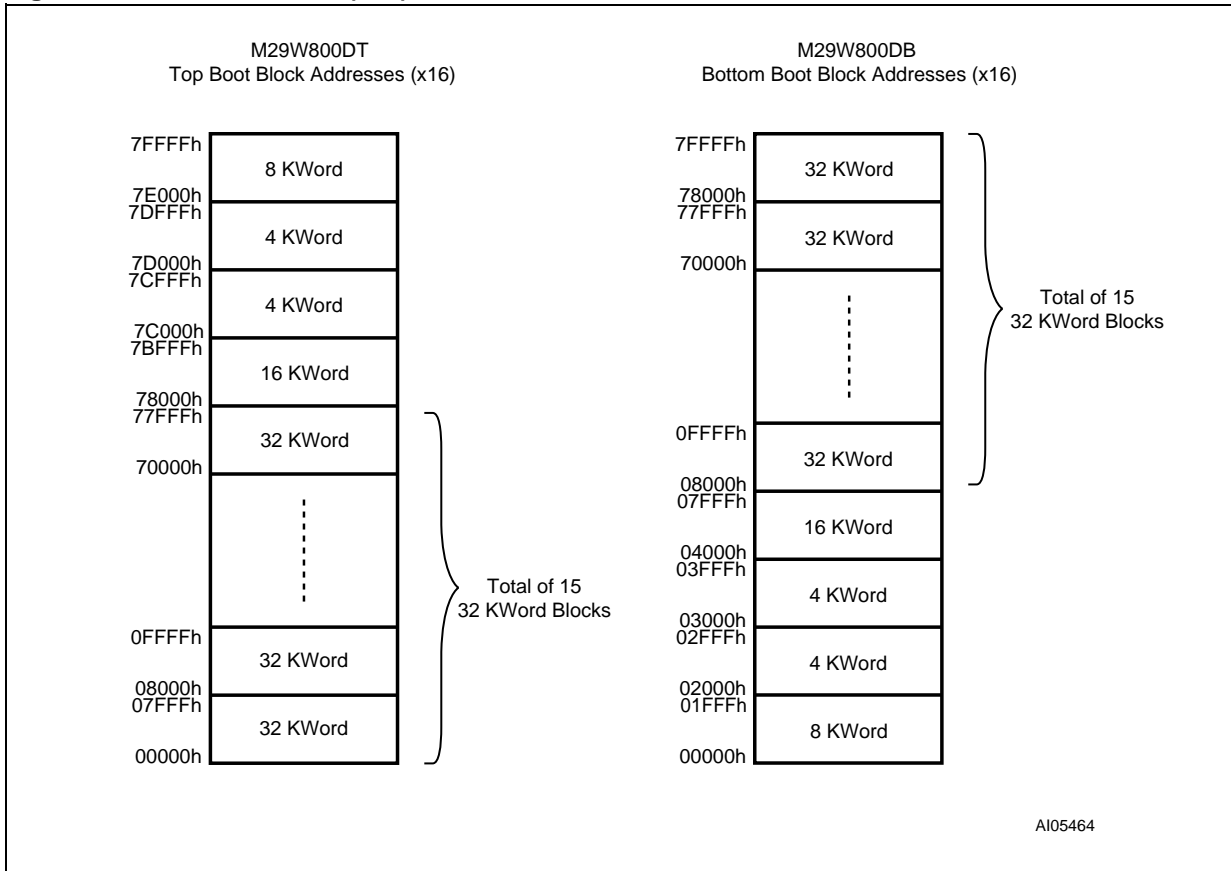 M29W800DT
Top Boot Block Addresses (x16)
7FFFFh
8 KWord
7E000h
7DFFFh
4 KWord
7D000h
7CFFFh
4 KWord
7C000h
7BFFFh
16 KWord
78000h
77FFFh
32 KWord
70000h
Total of 15
32 KWord Blocks
0FFFFh
32 KWord
08000h
07FFFh
32 KWord
00000h
M29W800DB
Bottom Boot Block Addresses (x16)
7FFFFh
32 KWord
78000h
77FFFh
32 KWord
70000h
Total of 15
32 KWord Blocks
0FFFFh
32 KWord
08000h
07FFFh
16 KWord
04000h
03FFFh
4 KWord
03000h
02FFFh
4 KWord
02000h
01FFFh
8 KWord
00000h
AI05464